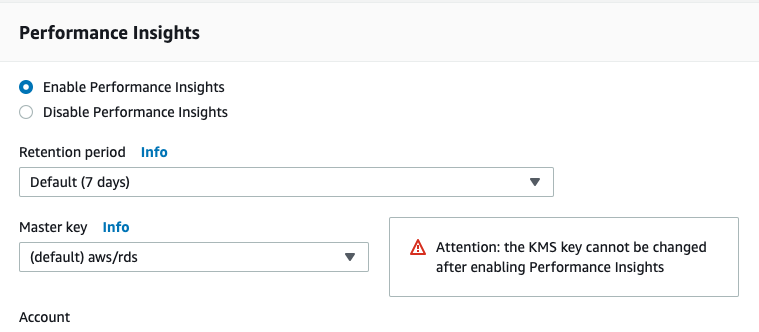 Performance Insights
Enable Performance Insights
Disable Performance Insights
Retention period Info
Default (7 days)
Master key Info
(default) aws/rds
Attention: the KMS key cannot be changed
after enabling Performance Insights
Account